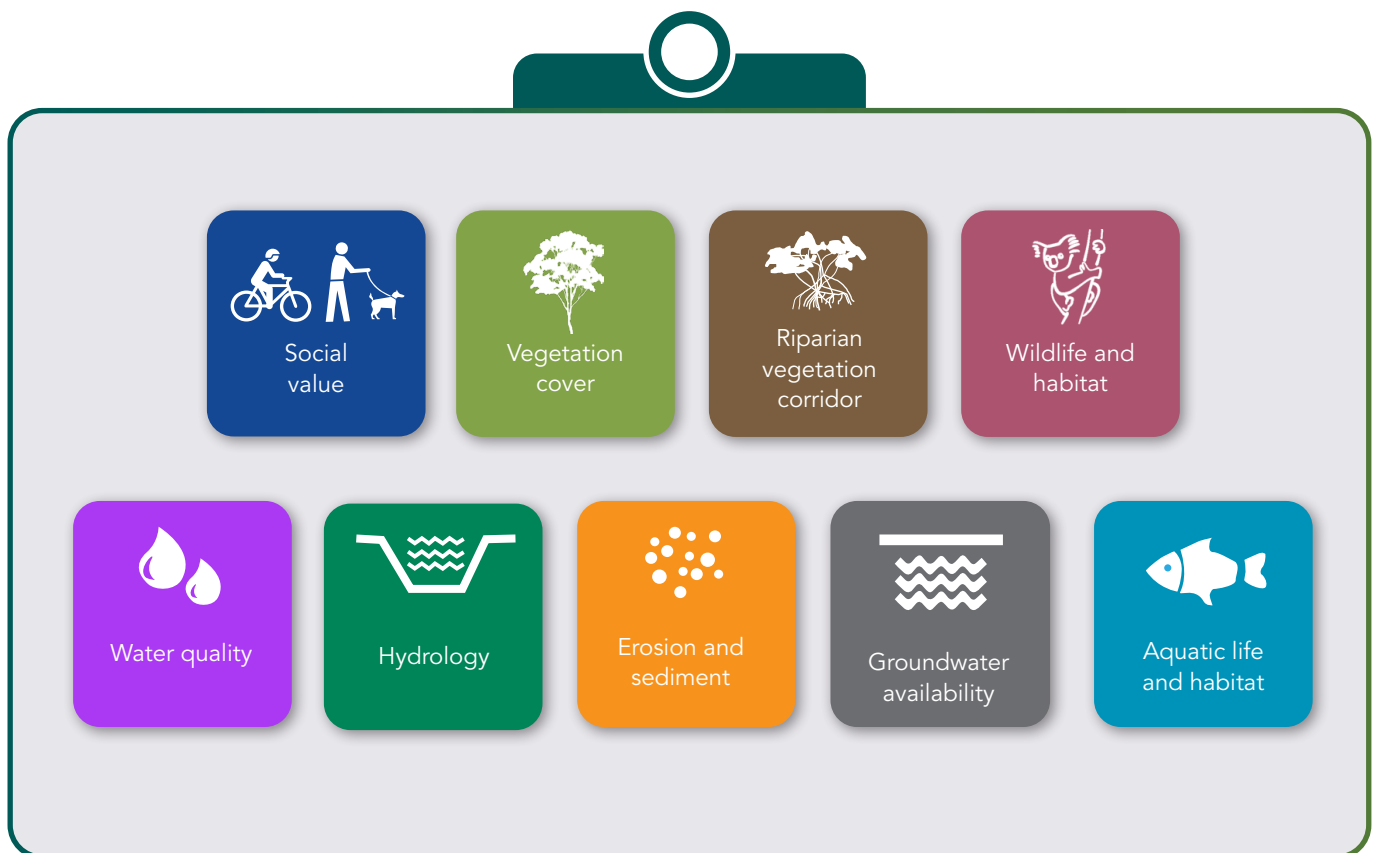 Social
value
Vegetation
cover
Riparian
vegetation
corridor
Wildlife and
habitat
Water quality
Hydrology
Erosion and
sediment
Groundwater
availability
Aquatic life
and habitat